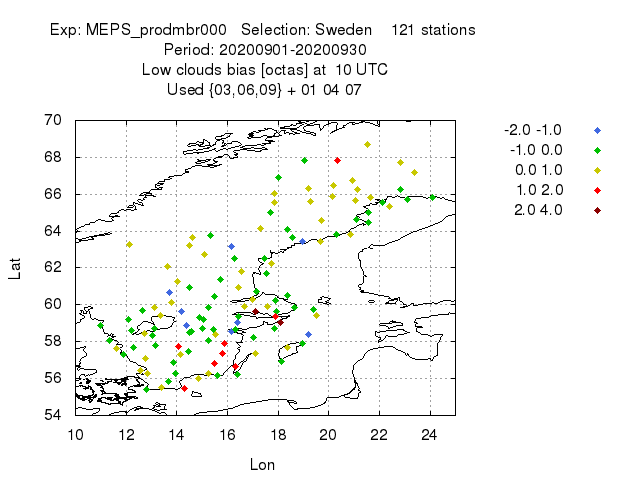 Exp: MEPS_prodmbr000 Selection: Sweden 121 stations
Period: 20200901-20200930
Low clouds bias [octas] at 10 UTC
Used {03,06,09} + 01 04 07
70
68
66
64
62
60
58
56
54
Lat
10 12 14 16 18 20 22 24
Lon
-2.0 -1.0
-1.0 0.0
0.0 1.0
1.0 2.0
2.0 4.0